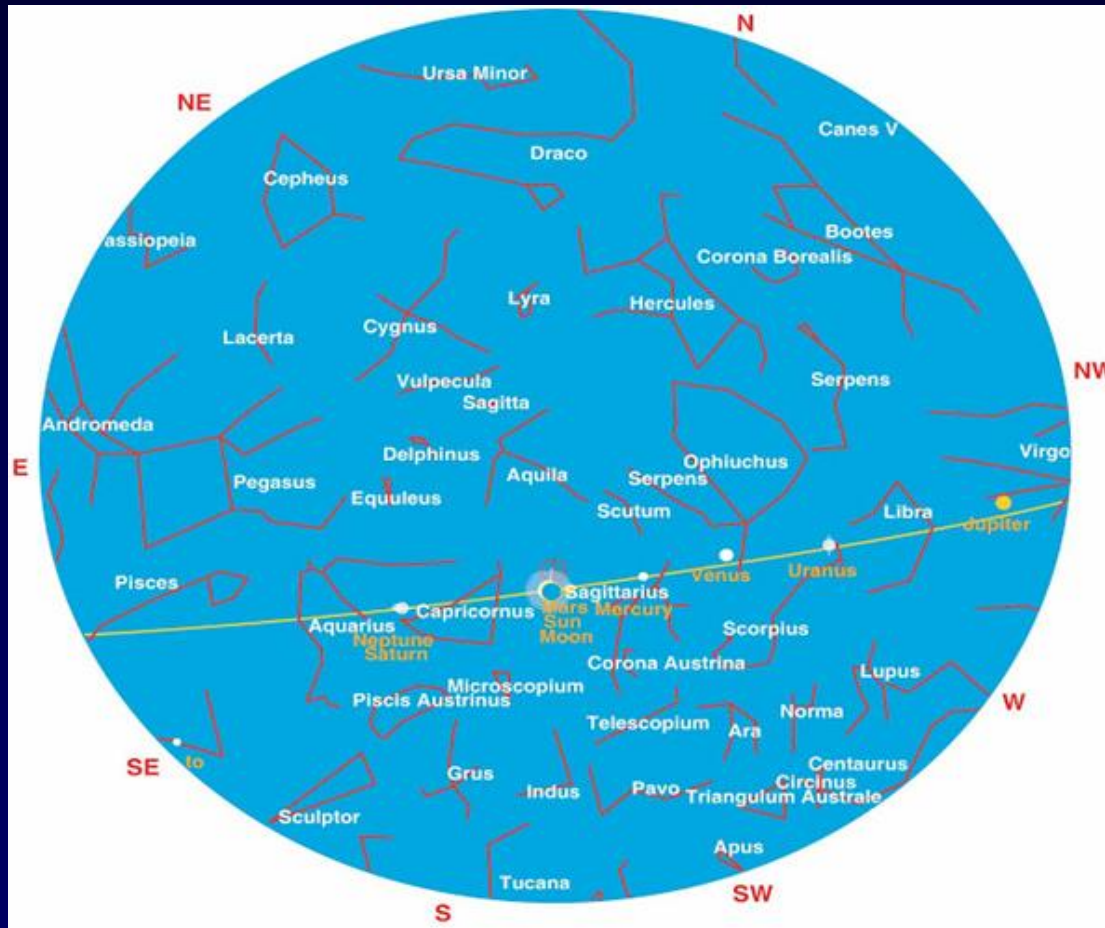 N
Ursa Minor
NE
Canes V
Draco
Cepheus
assiopeia
Bootes
Corona Borealis
Lyra
Hercules
Cygnus
Lacerta
NW
Vulpecula
Serpens
Sagitta
Andromeda
Virgo
Delphinus
Ophiuchus
E
Pegasus
Aquila
Serpens
Equuleus
Scutum
Libra
Jupiter
Venus
Uranus
Pisces
Sagittarius
Capricornus
Mars
Mercury
Sun
Aquarius
Moon
Neptune
Saturn
Scorpius
Corona Austrina
Lupus
Microscopium
Piscis Austrinus
W
Norma
Telescopium
Ara
SE
to
Centaurus
Grus
Circinus
Indus
Pavo
Triangulum Australe
Sculptor
Apus
Tucana
SW
S